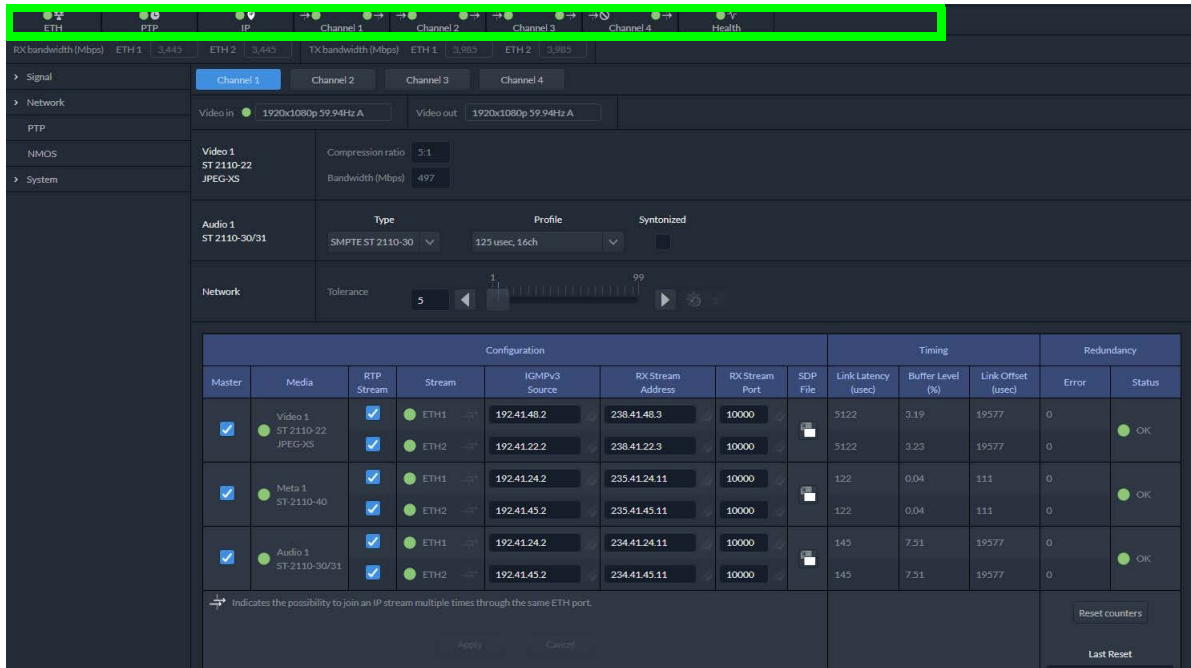 ETH PTP IP Channel 1 Channel 2 Channel 3 Channel 4 Health
RX bandwidth (Mbps) ETH 1 3,445 ETH 2 3,445 TX bandwidth (Mbps) ETH 1 3,985 ETH 2 3,985
Signal
Network
PTP
NMOS
System
Channel 1 Channel 2 Channel 3 Channel 4
Video in 1920x1080p 59.94Hz A Video out 1920x1080p 59.94Hz A
Video 1
ST 2110-22
JPEG-XS
Compression ratio 5:1
Bandwidth (Mbps) 497
Audio 1
ST 2110-30/31
Type Profile Syntonized
SMPTE ST 2110-30 125 usec, 16ch
Network Tolerance 5 1 99
Configuration Timing Redundancy
Master Media RTP Stream Stream IGMPv3 Source RX Stream Address RX Stream Port SDP File Link Latency (usec) Buffer Level (%) Link Offset (usec) Error Status
Video 1
ST 2110-22
JPEG-XS
ETH1 192.41.48.2 238.41.48.3 10000 5122 3.19 19577 0
ETH2 192.41.22.2 238.41.22.3 10000 5122 3.23 19577 0
OK
Meta 1
ST-2110-40
ETH1 192.41.24.2 235.41.24.11 10000 122 0.04 111 0
ETH2 192.41.45.2 235.41.45.11 10000 122 0.04 111 0
OK
Audio 1
ST-2110-30/31
ETH1 192.41.24.2 234.41.24.11 10000 145 7.51 19577 0
ETH2 192.41.45.2 234.41.45.11 10000 145 7.51 19577 0
OK
Indicates the possibility to join an IP stream multiple times through the same ETH port.
Reset counters
Apply Cancel
Last Reset